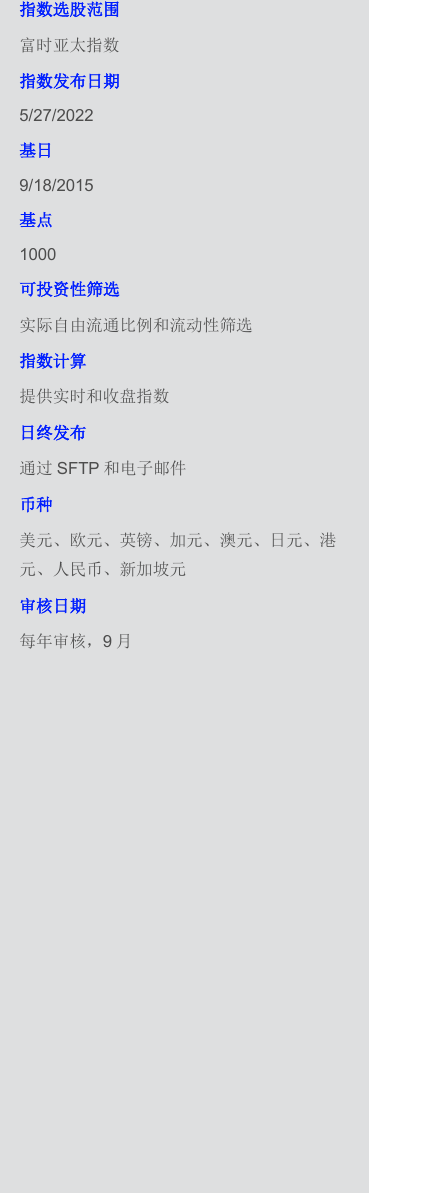 指数选股范围
富时亚太指数
指数发布日期
5/27/2022
基日
9/18/2015
基点
1000
可投资性筛选
实际自由流通比例和流动性筛选
指数计算
提供实时和收盘指数
日终发布
通过 SFTP 和电子邮件
币种
美元、欧元、英镑、加元、澳元、日元、港
元、人民币、新加坡元
审核日期
每年审核，9 月